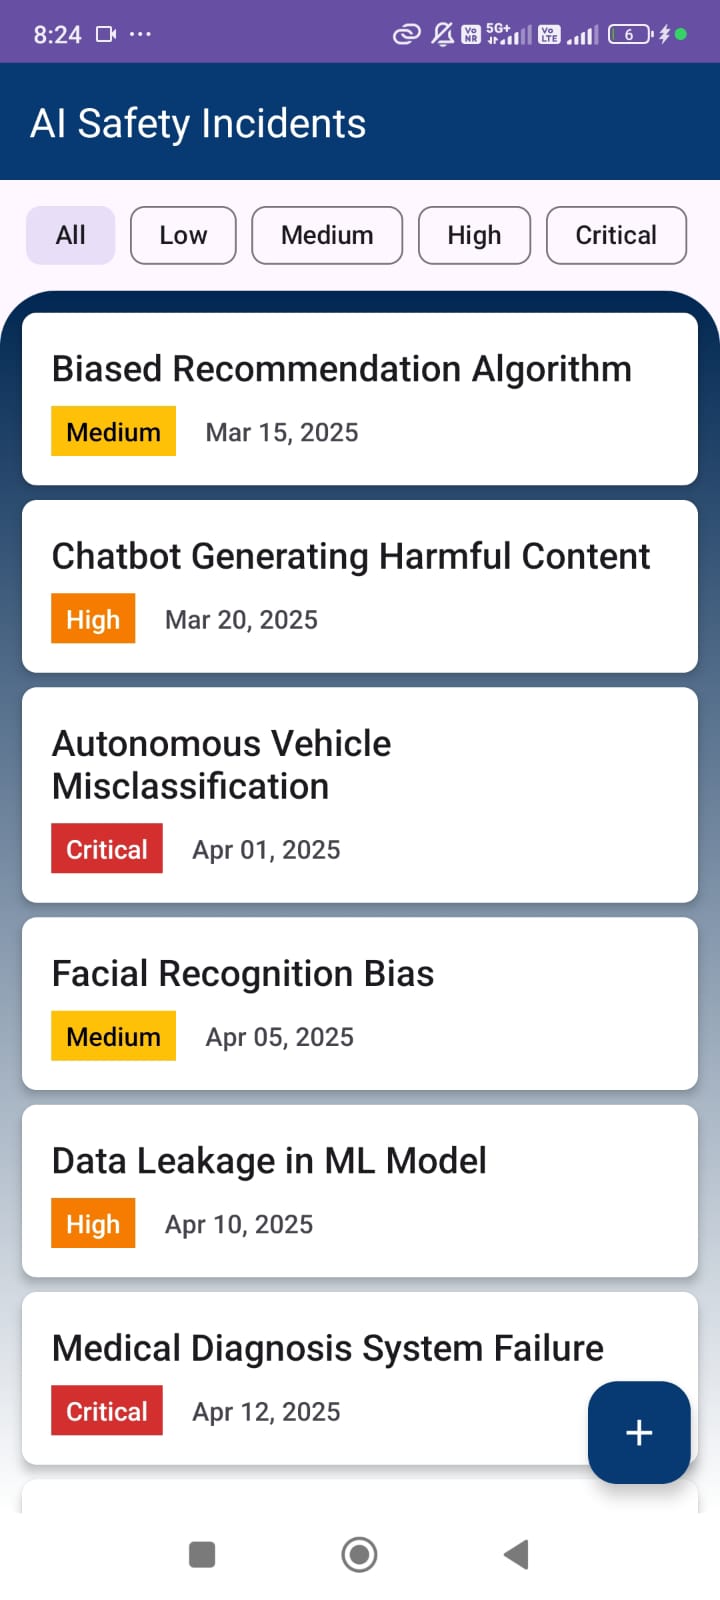 8:24
Vo NR 5G+ Vo LTE 6
AI Safety Incidents
All Low Medium High Critical
Biased Recommendation Algorithm
Medium Mar 15, 2025
Chatbot Generating Harmful Content
High Mar 20, 2025
Autonomous Vehicle
Misclassification
Critical Apr 01, 2025
Facial Recognition Bias
Medium Apr 05, 2025
Data Leakage in ML Model
High Apr 10, 2025
Medical Diagnosis System Failure
Critical Apr 12, 2025
+